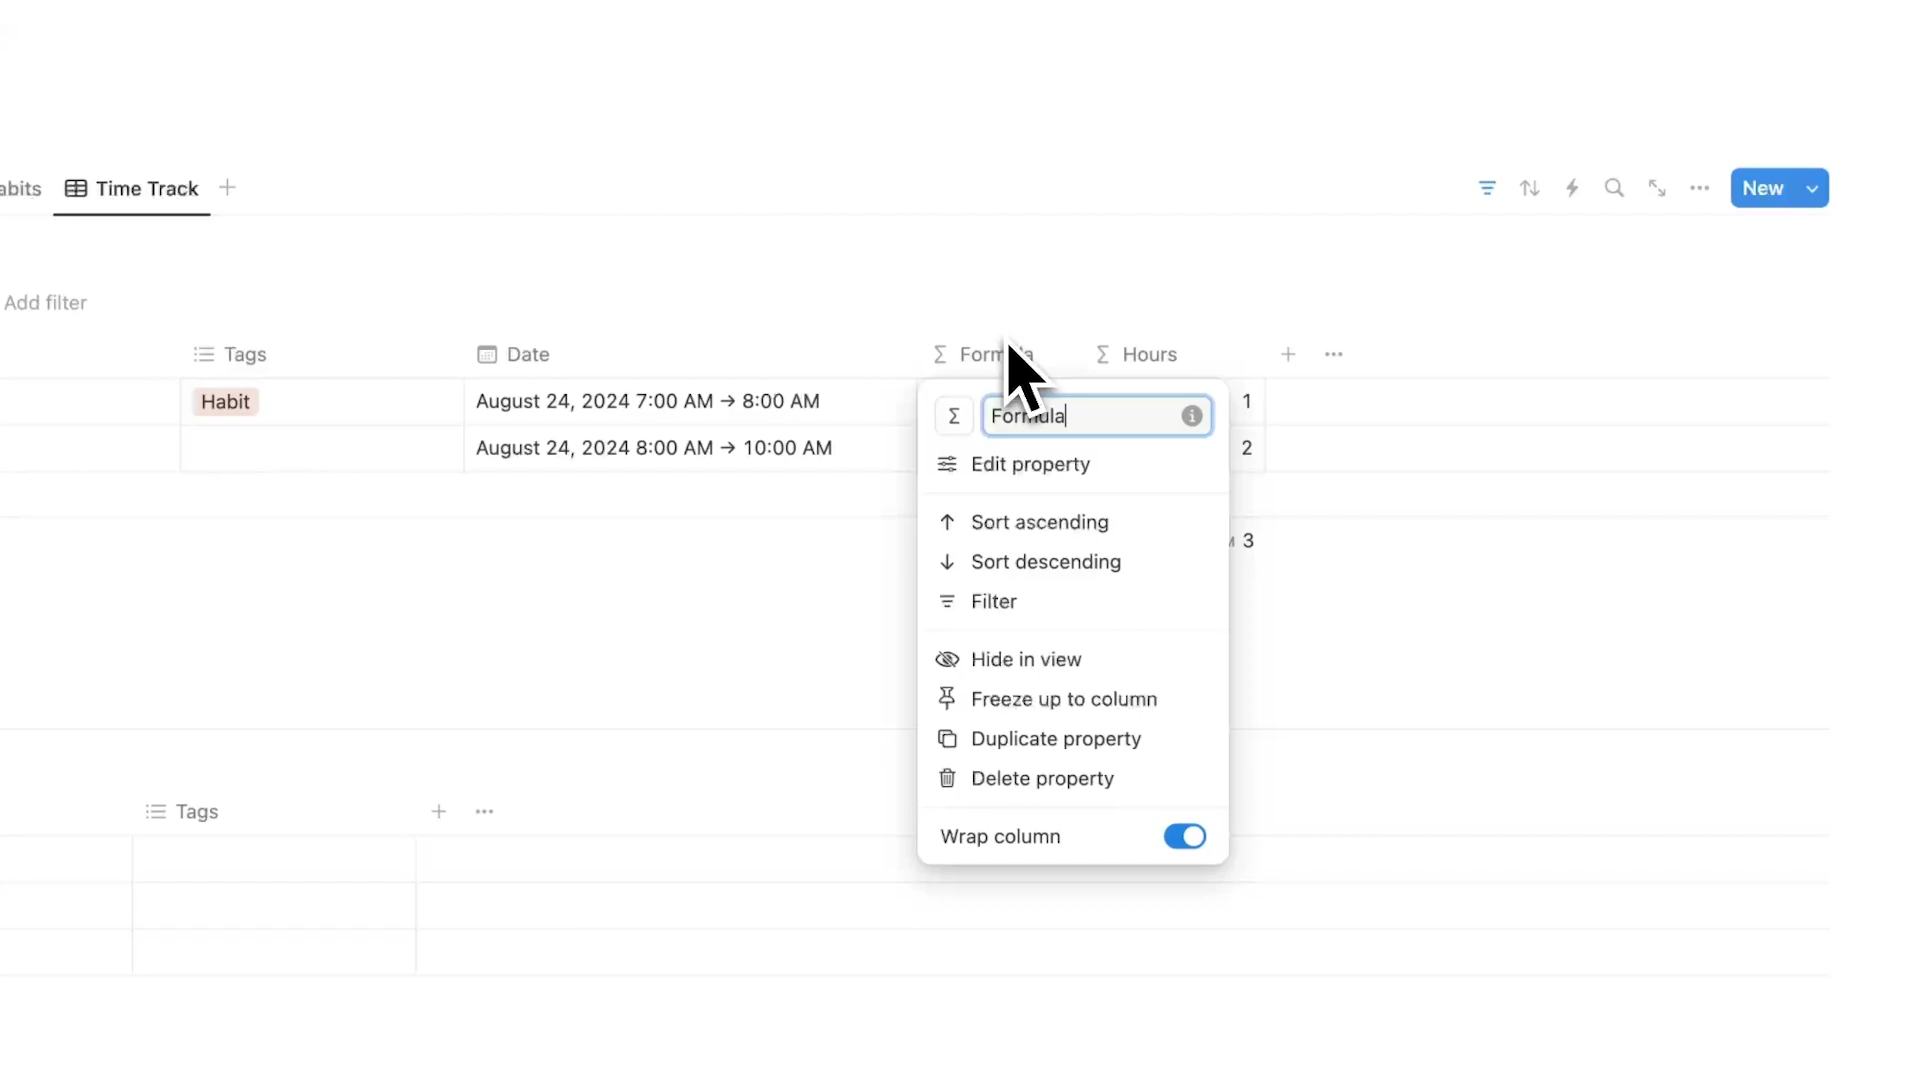 abits Time Track New
Add filter
Tags Date Formula Hours
Habit August 24, 2024 7:00 AM → 8:00 AM 1
August 24, 2024 8:00 AM → 10:00 AM 2
Formula
Edit property
Sort ascending
3
Sort descending
Filter
Hide in view
Freeze up to column
Duplicate property
Delete property
Tags
Wrap column